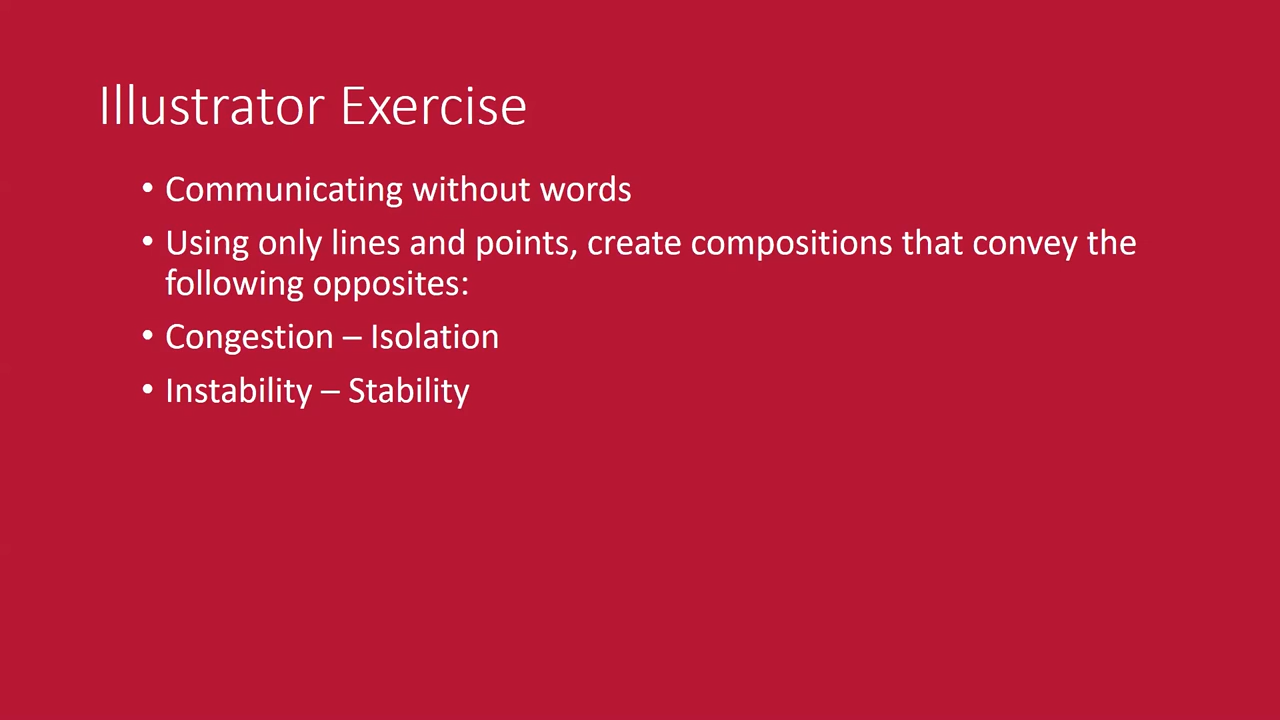 Illustrator Exercise
• Communicating without words
• Using only lines and points, create compositions that convey the
following opposites:
• Congestion – Isolation
• Instability – Stability